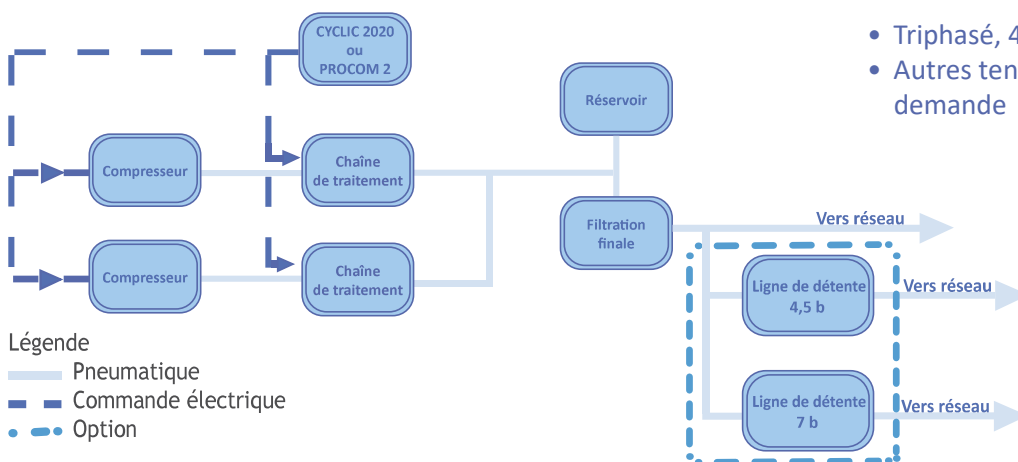 CYCLIC 2020
ou
PROCOM 2
• Triphasé, 4
• Autres ten
demande
Réservoir
Compresseur
Chaîne
de traitement
Filtration
finale
Vers réseau
Compresseur
Chaîne
de traitement
Ligne de détente
4,5 b
Vers réseau
Légende
Pneumatique
Commande électrique
Option
Ligne de détente
7 b
Vers réseau